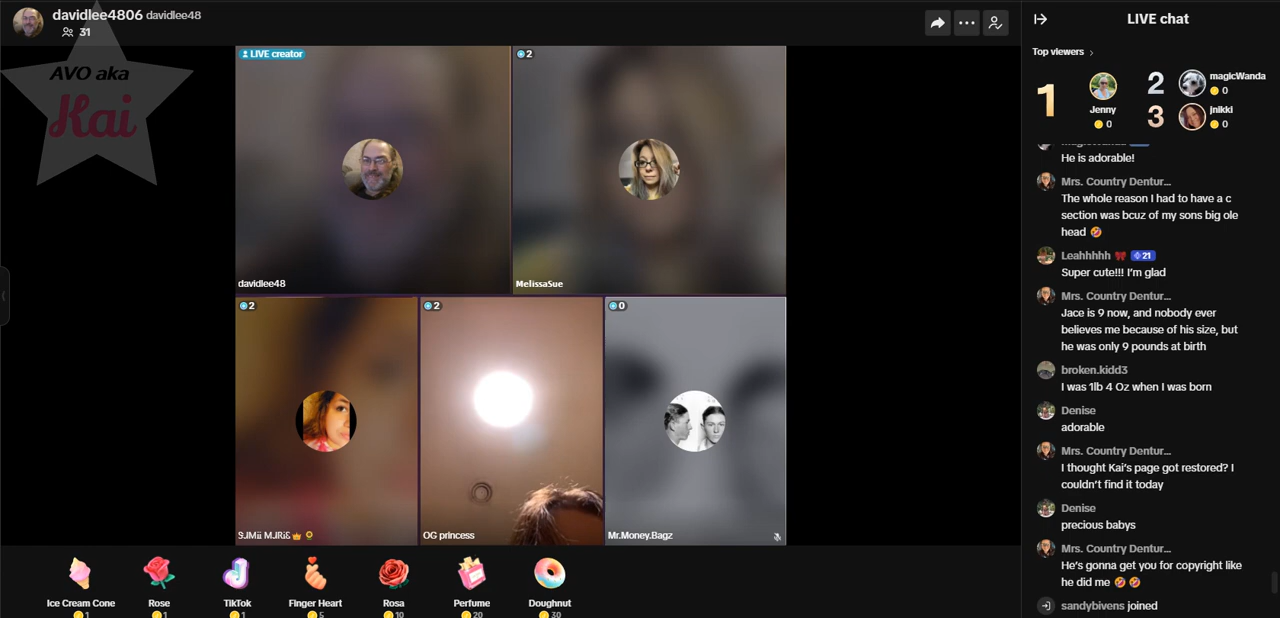 davidlee4806 davidlee48
31
AVO aka
Kai
LIVE creator
2
davidlee48
MelissaSue
2
2
0
OG princess
Mr.Money.Bagz
Ice Cream Cone
1
Rose
1
TikTok
1
Finger Heart
5
Rosa
10
Perfume
20
Doughnut
30
LIVE chat
Top viewers
1
Jenny
0
2
magicWanda
0
3
jnikki
0
He is adorable!
Mrs. Country Dentur...
The whole reason I had to have a c
section was bcuz of my sons big ole
head 🤣
Leahhhhh 🎀 21
Super cute!!! I'm glad
Mrs. Country Dentur...
Jace is 9 now, and nobody ever
believes me because of his size, but
he was only 9 pounds at birth
broken.kidd3
I was 1lb 4 Oz when I was born
Denise
adorable
Mrs. Country Dentur...
I thought Kai's page got restored? I
couldn't find it today
Denise
precious babys
Mrs. Country Dentur...
He's gonna get you for copyright like
he did me 🤣 🤣
sandybivens joined